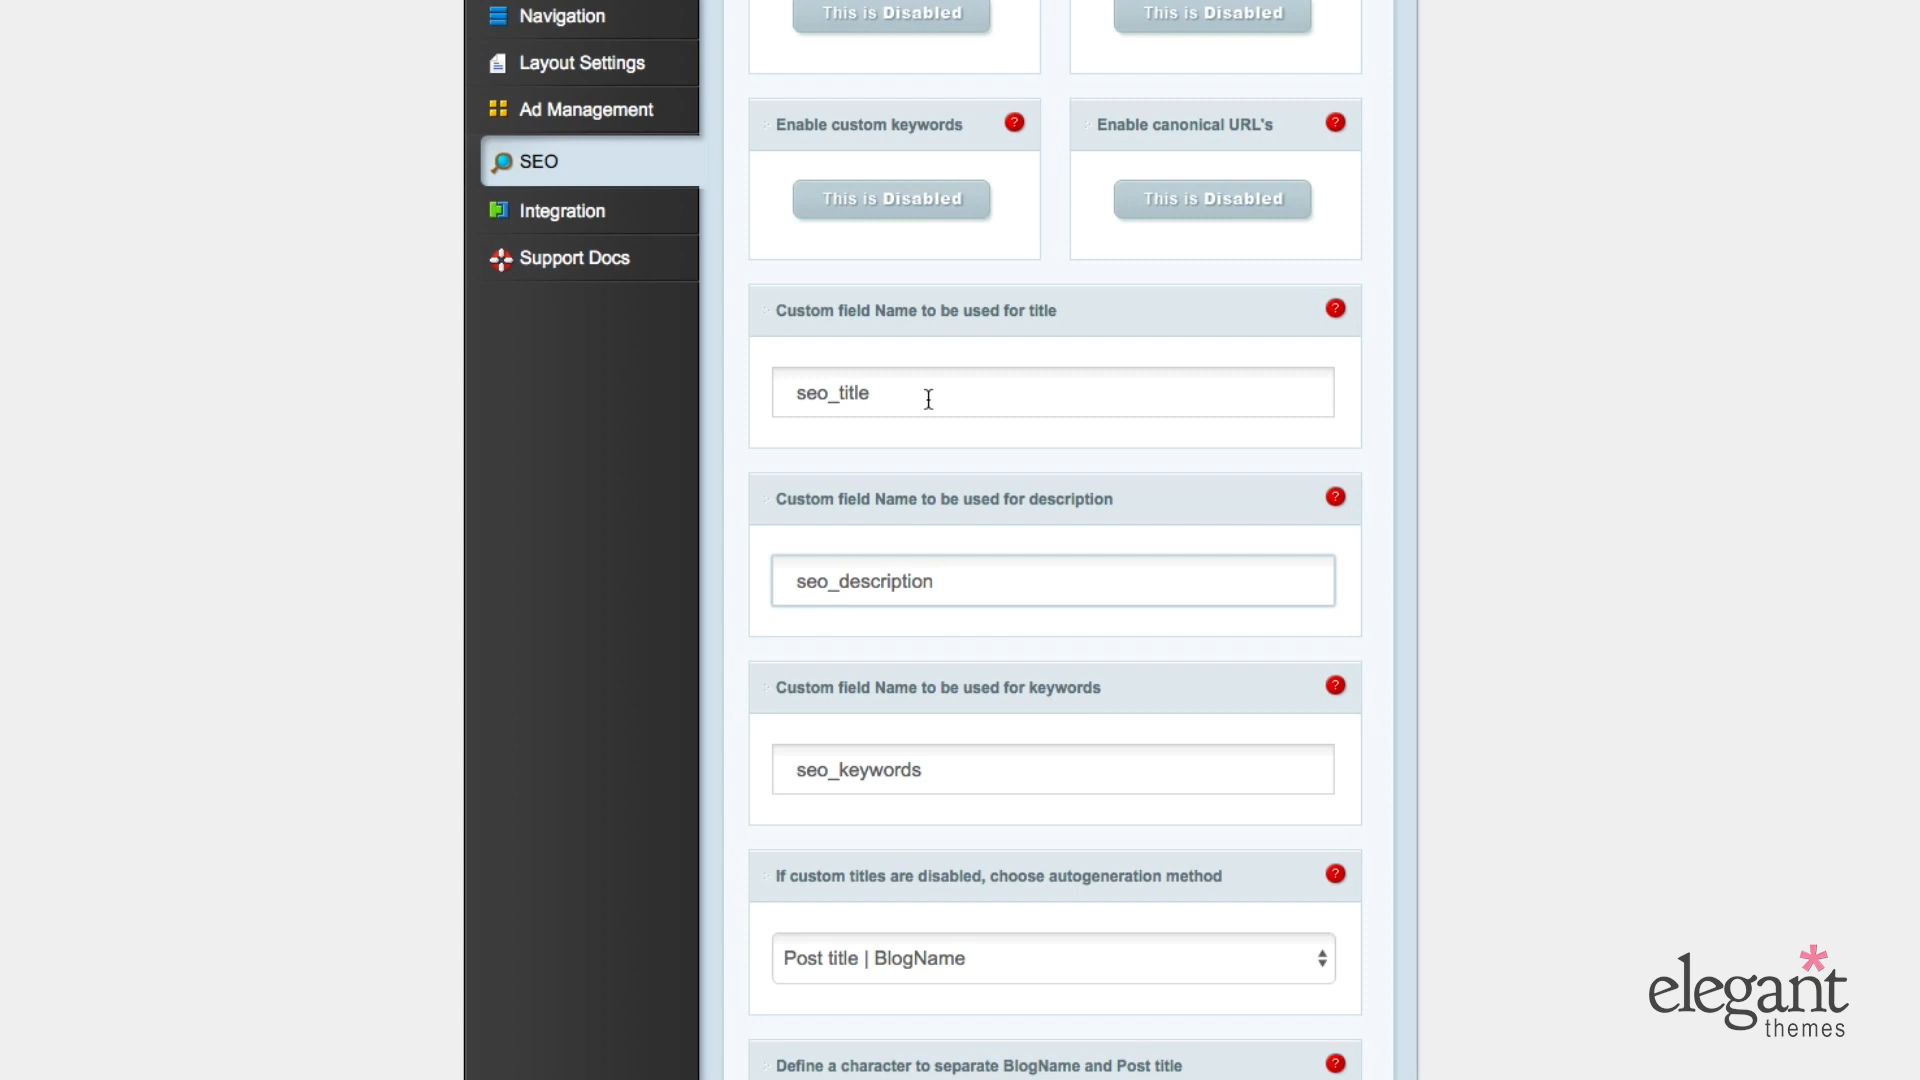 Navigation
Layout Settings
Ad Management
SEO
Integration
Support Docs
This is Disabled
This is Disabled
Enable custom keywords ?
Enable canonical URL's ?
This is Disabled
This is Disabled
Custom field Name to be used for title ?
seo_title
Custom field Name to be used for description ?
seo_description
Custom field Name to be used for keywords ?
seo_keywords
If custom titles are disabled, choose autogeneration method ?
Post title | BlogName
Define a character to separate BlogName and Post title ?
elegant
themes